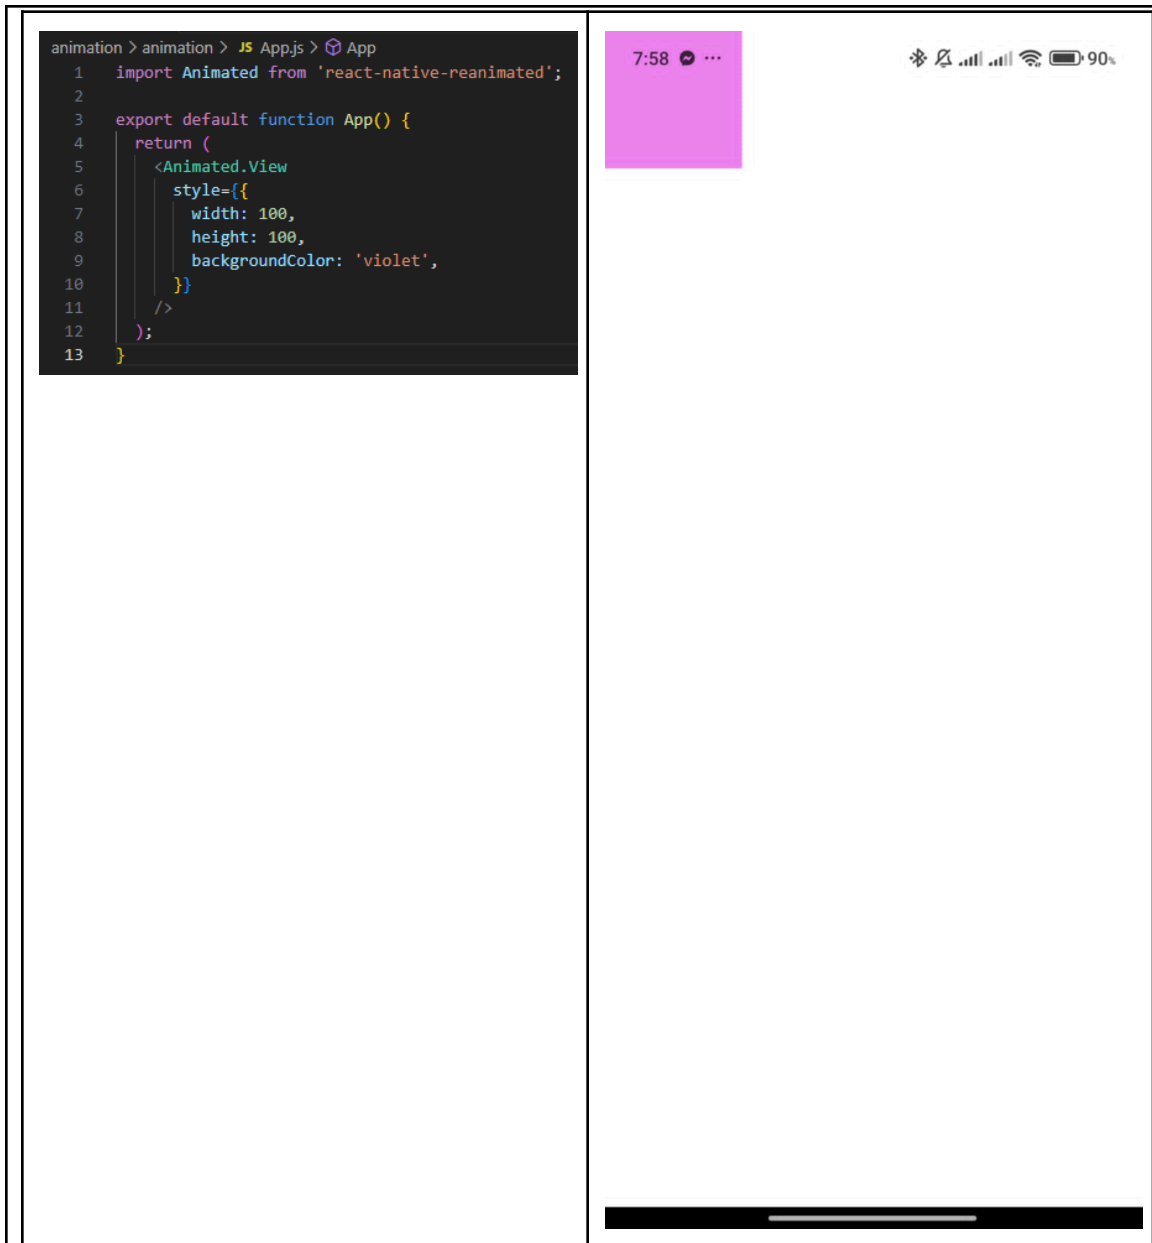 animation > animation > JS App.js > App
1 import Animated from 'react-native-reanimated';
2
3 export default function App() {
4 return (
5 <Animated.View
6 style={{
7 width: 100,
8 height: 100,
9 backgroundColor: 'violet',
10 }}
11 />
12 );
13 }
7:58 ··· 90%